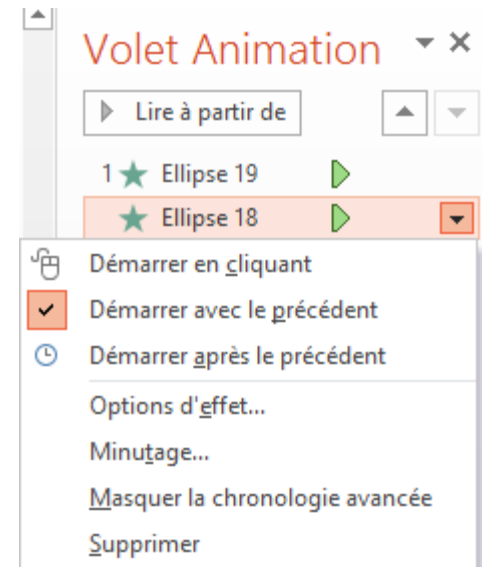 Volet Animation
Lire à partir de
1 Ellipse 19
Ellipse 18
Démarrer en cliquant
Démarrer avec le précédent
Démarrer après le précédent
Options d'effet...
Minutage...
Masquer la chronologie avancée
Supprimer